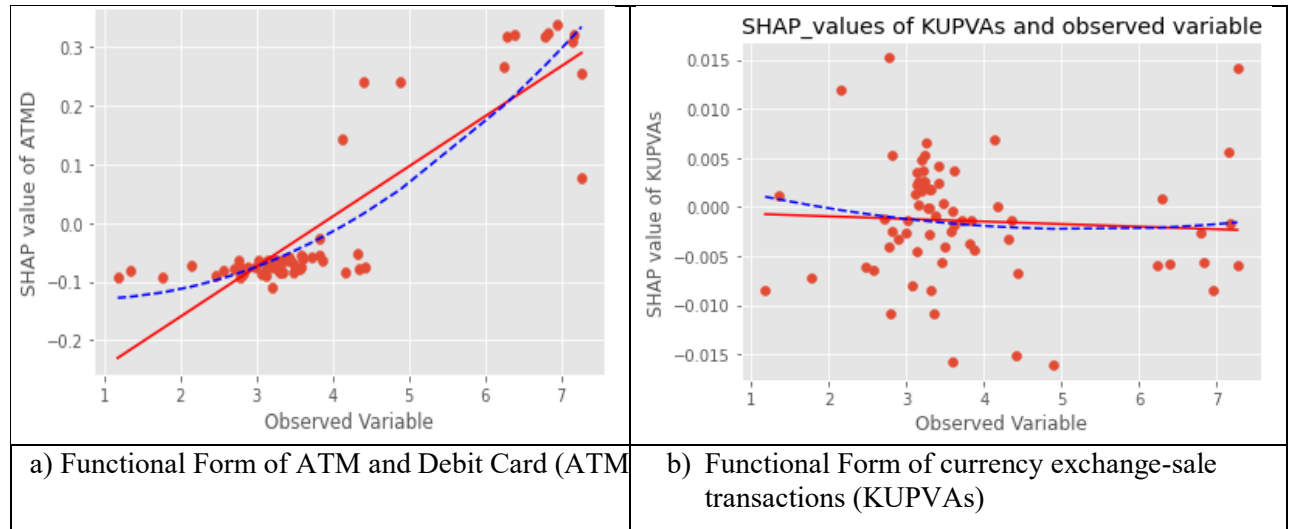 SHAP value of ATMD
0.3
0.2
0.1
0.0
−0.1
−0.2
1 2 3 4 5 6 7
Observed Variable
a) Functional Form of ATM and Debit Card (ATM
SHAP_values of KUPVAs and observed variable
SHAP value of KUPVAs
0.015
0.010
0.005
0.000
−0.005
−0.010
−0.015
1 2 3 4 5 6 7
Observed Variable
b) Functional Form of currency exchange-sale
transactions (KUPVAs)